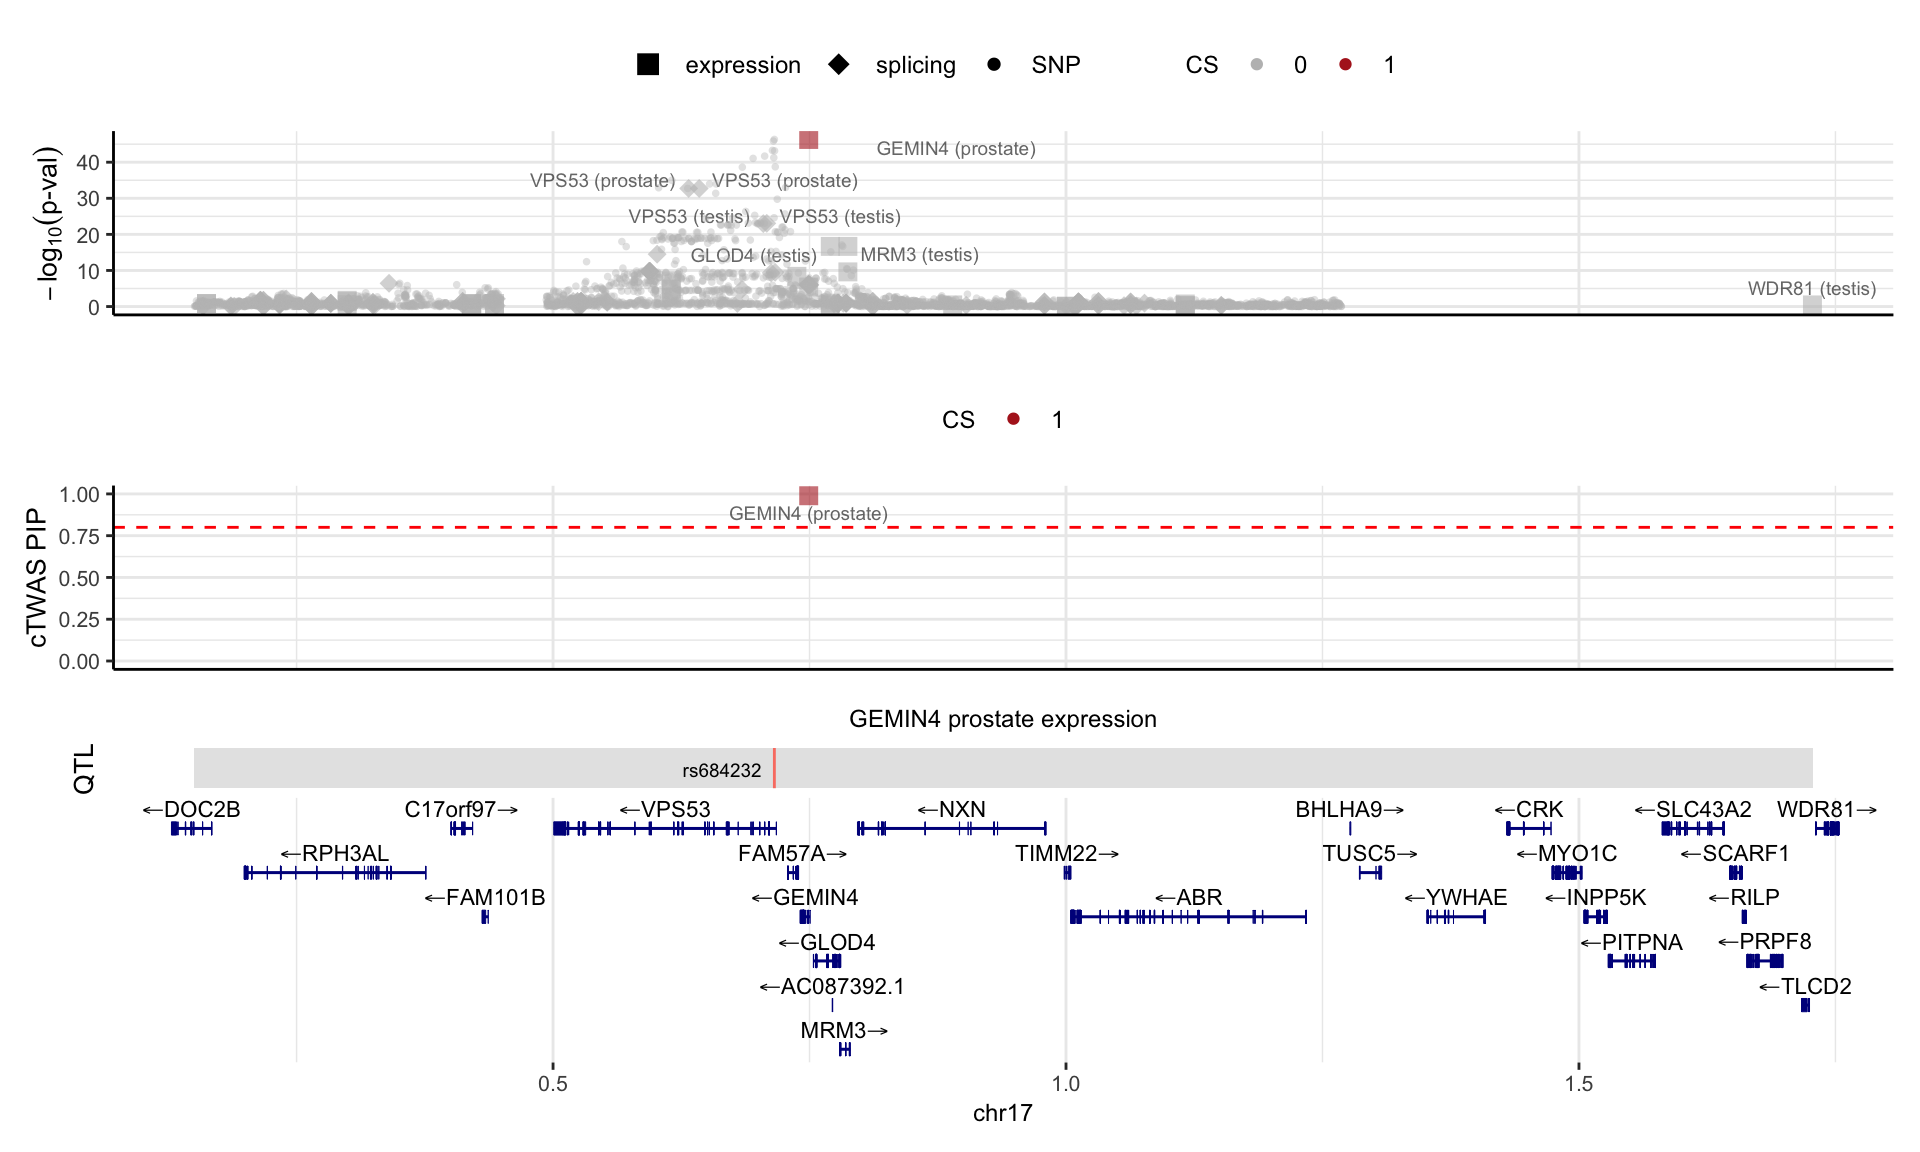 expression splicing SNP CS 0 1
GEMIN4 (prostate)
VPS53 (prostate) VPS53 (prostate)
VPS53 (testis) VPS53 (testis)
GLOD4 (testis) MRM3 (testis)
WDR81 (testis)
40
30
20
10
0
−log10(p-val)
CS 1
1.00
0.75
0.50
0.25
0.00
cTWAS PIP
GEMIN4 (prostate)
GEMIN4 prostate expression
QTL
rs684232
←DOC2B C17orf97→ ←VPS53 ←NXN BHLHA9→ ←CRK ←SLC43A2 WDR81→
←RPH3AL FAM57A→ TIMM22→ TUSC5→ ←MYO1C ←SCARF1
←FAM101B ←GEMIN4 ←ABR ←YWHAE ←INPP5K ←RILP
←GLOD4 ←PITPNA ←PRPF8
←AC087392.1 ←TLCD2
MRM3→
0.5 1.0 1.5
chr17